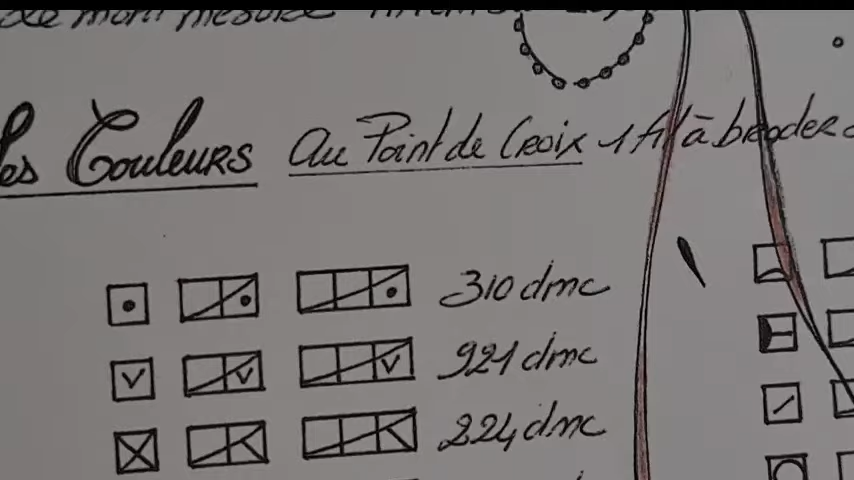 Les Couleurs Au Point de Croix 1 fil à broder
310 dmc
921 dmc
224 dmc